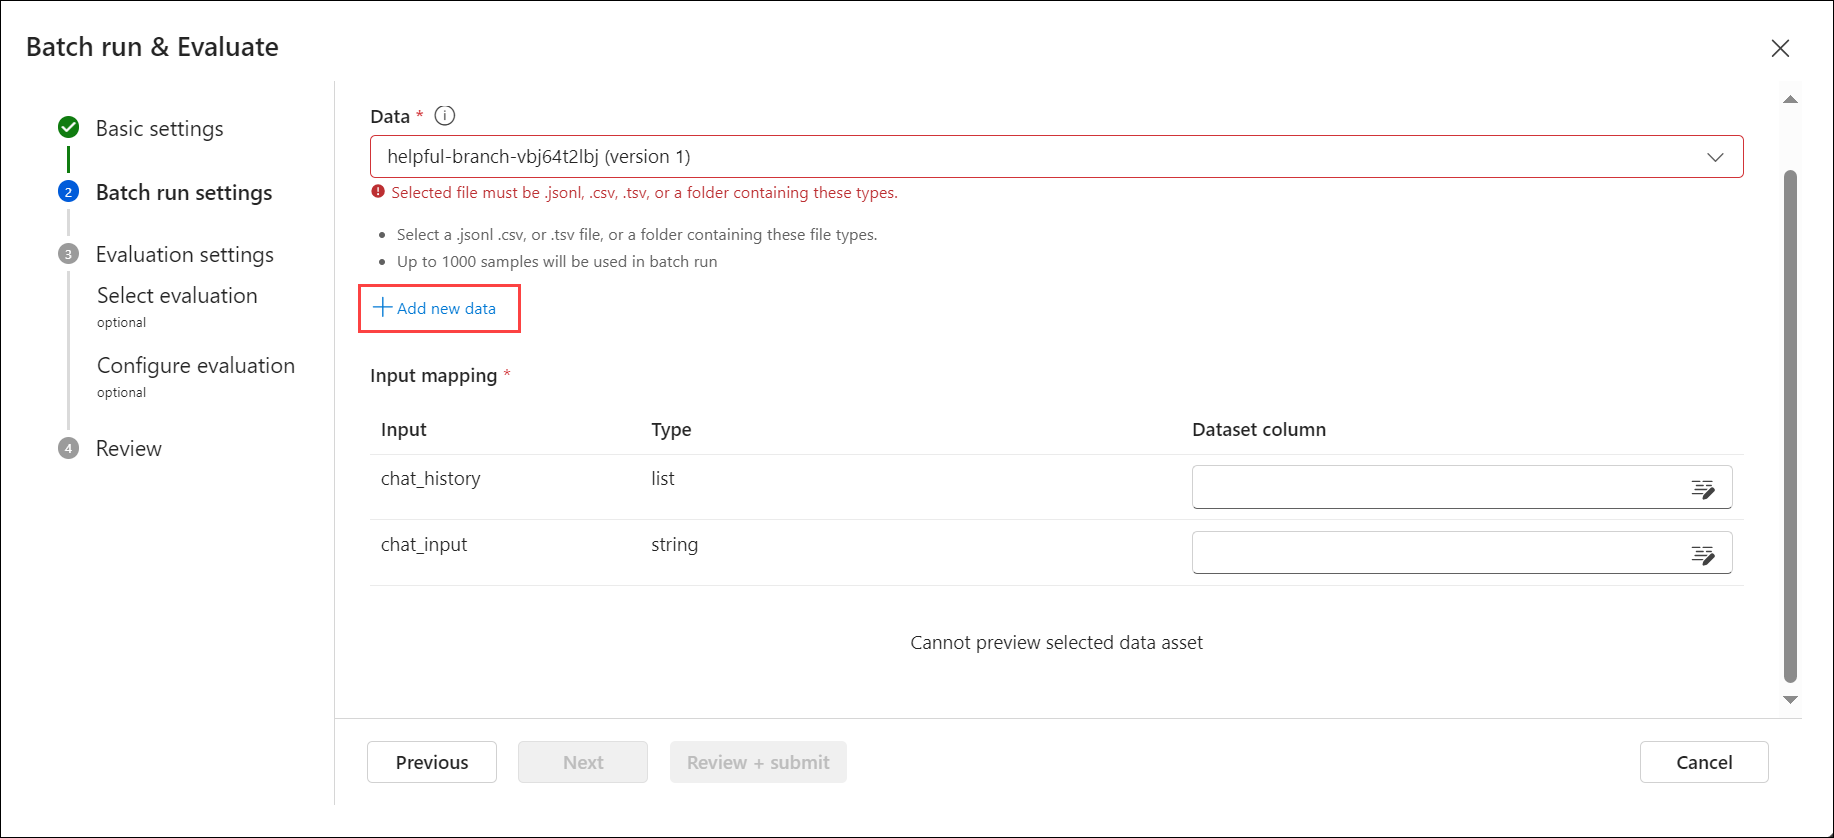 Batch run & Evaluate
Basic settings
2
Batch run settings
3
Evaluation settings
Select evaluation
optional
Configure evaluation
optional
4
Review
Data *
helpful-branch-vbj64t2lbj (version 1)
Selected file must be .jsonl, .csv, .tsv, or a folder containing these types.
• Select a .jsonl .csv, or .tsv file, or a folder containing these file types.
• Up to 1000 samples will be used in batch run
Add new data
Input mapping *
Input Type Dataset column
chat_history list
chat_input string
Cannot preview selected data asset
Previous Next Review + submit Cancel